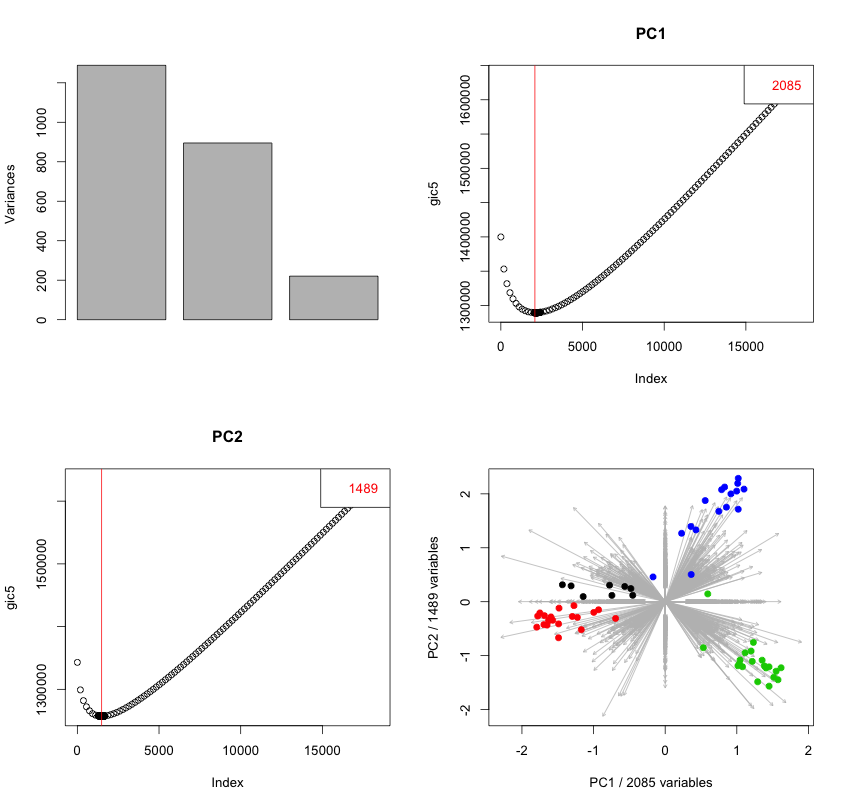 Variances
0 200 400 600 800 1000
PC1
2085
gic5
1300000 1400000 1500000 1600000
0 5000 10000 15000
Index
PC2
1489
gic5
1300000 1500000
0 5000 10000 15000
Index
PC2 / 1489 variables
-2 -1 0 1 2
-2 -1 0 1 2
PC1 / 2085 variables